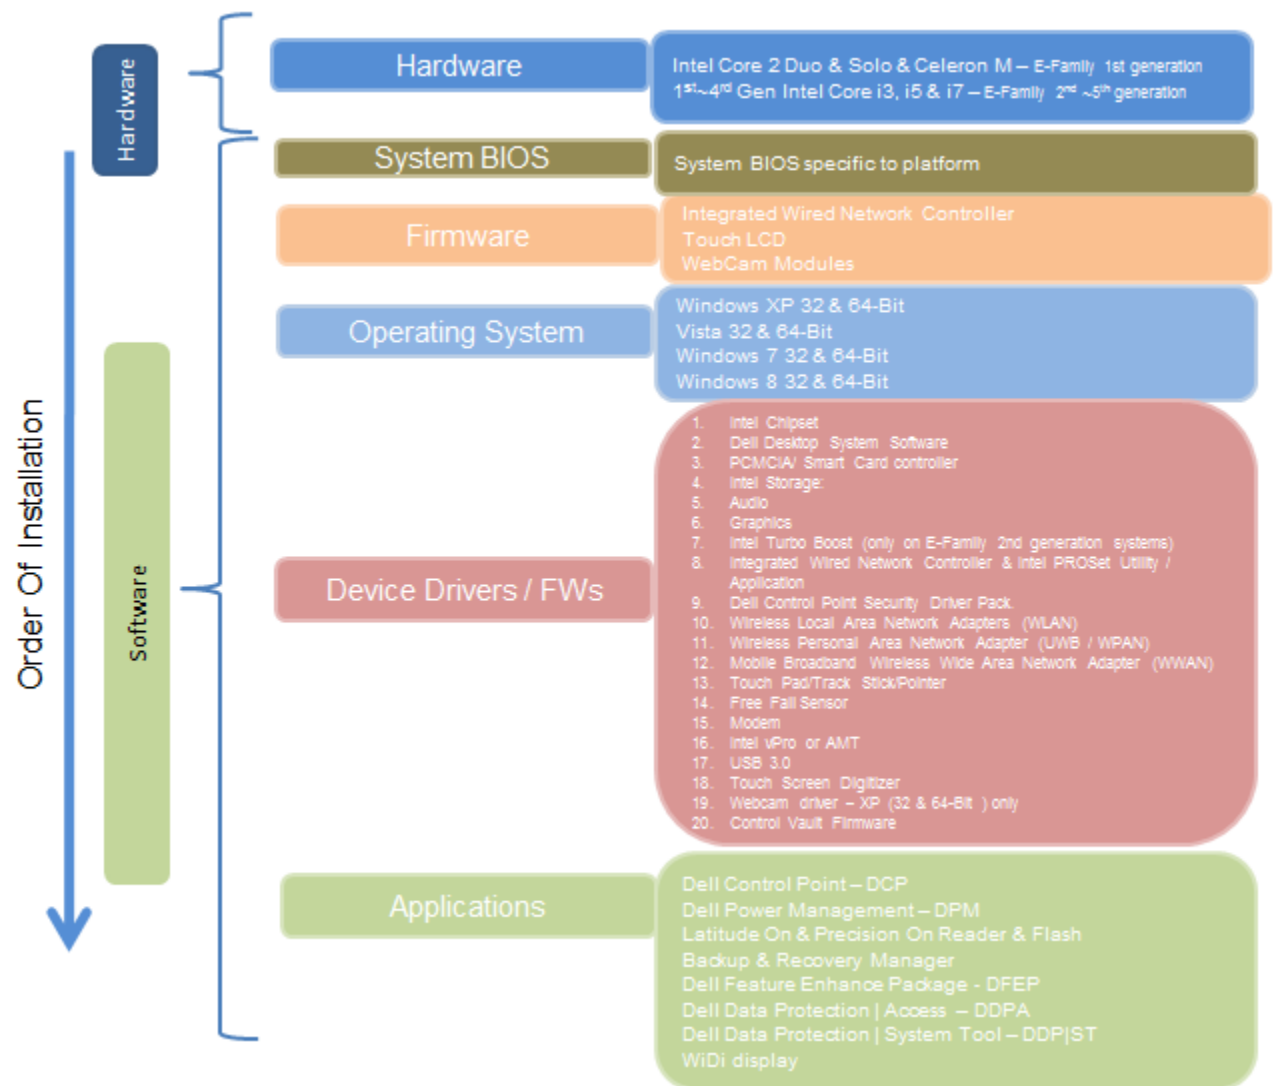 Order Of Installation
Hardware
Software
Hardware
Intel Core 2 Duo & Solo & Celeron M – E-Family 1st generation
1st~4rd Gen Intel Core i3, i5 & i7 – E-Family 2nd ~5th generation
System BIOS
System BIOS specific to platform
Firmware
Integrated Wired Network Controller
Touch LCD
WebCam Modules
Operating System
Windows XP 32 & 64-Bit
Vista 32 & 64-Bit
Windows 7 32 & 64-Bit
Windows 8 32 & 64-Bit
Device Drivers / FWs
1. Intel Chipset
2. Dell Desktop System Software
3. PCMCIA/ Smart Card controller
4. Intel Storage:
5. Audio
6. Graphics
7. Intel Turbo Boost (only on E-Family 2nd generation systems)
8. Integrated Wired Network Controller & Intel PROSet Utility /
Application
9. Dell Control Point Security Driver Pack.
10. Wireless Local Area Network Adapters (WLAN)
11. Wireless Personal Area Network Adapter (UWB / WPAN)
12. Mobile Broadband Wireless Wide Area Network Adapter (WWAN)
13. Touch Pad/Track Stick/Pointer
14. Free Fall Sensor
15. Modem
16. Intel vPro or AMT
17. USB 3.0
18. Touch Screen Digitizer
19. Webcam driver – XP (32 & 64-Bit ) only
20. Control Vault Firmware
Applications
Dell Control Point – DCP
Dell Power Management – DPM
Latitude On & Precision On Reader & Flash
Backup & Recovery Manager
Dell Feature Enhance Package - DFEP
Dell Data Protection | Access – DDPA
Dell Data Protection | System Tool – DDP|ST
WiDi display